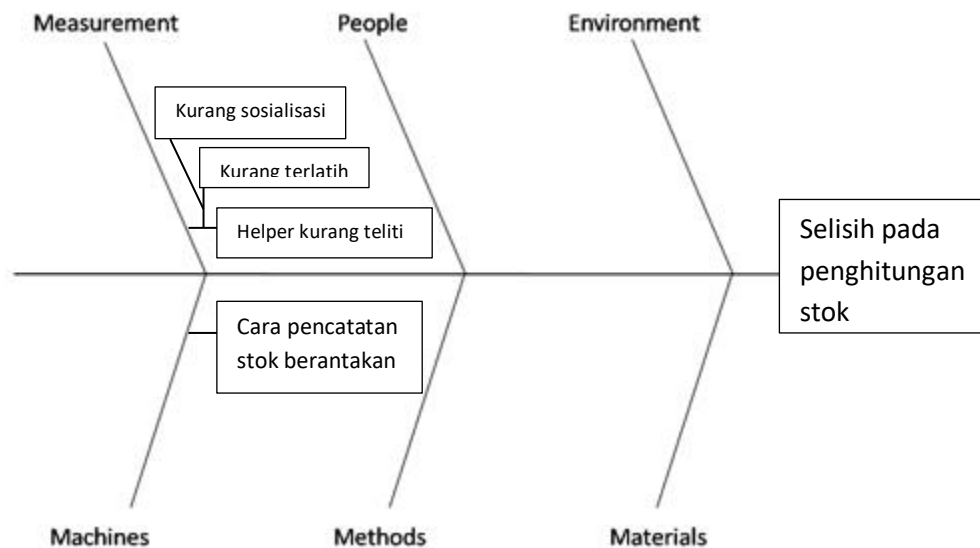 Measurement
People
Environment
Kurang sosialisasi
Kurang terlatih
Helper kurang teliti
Selisih pada
penghitungan
stok
Cara pencatatan
stok berantakan
Machines
Methods
Materials